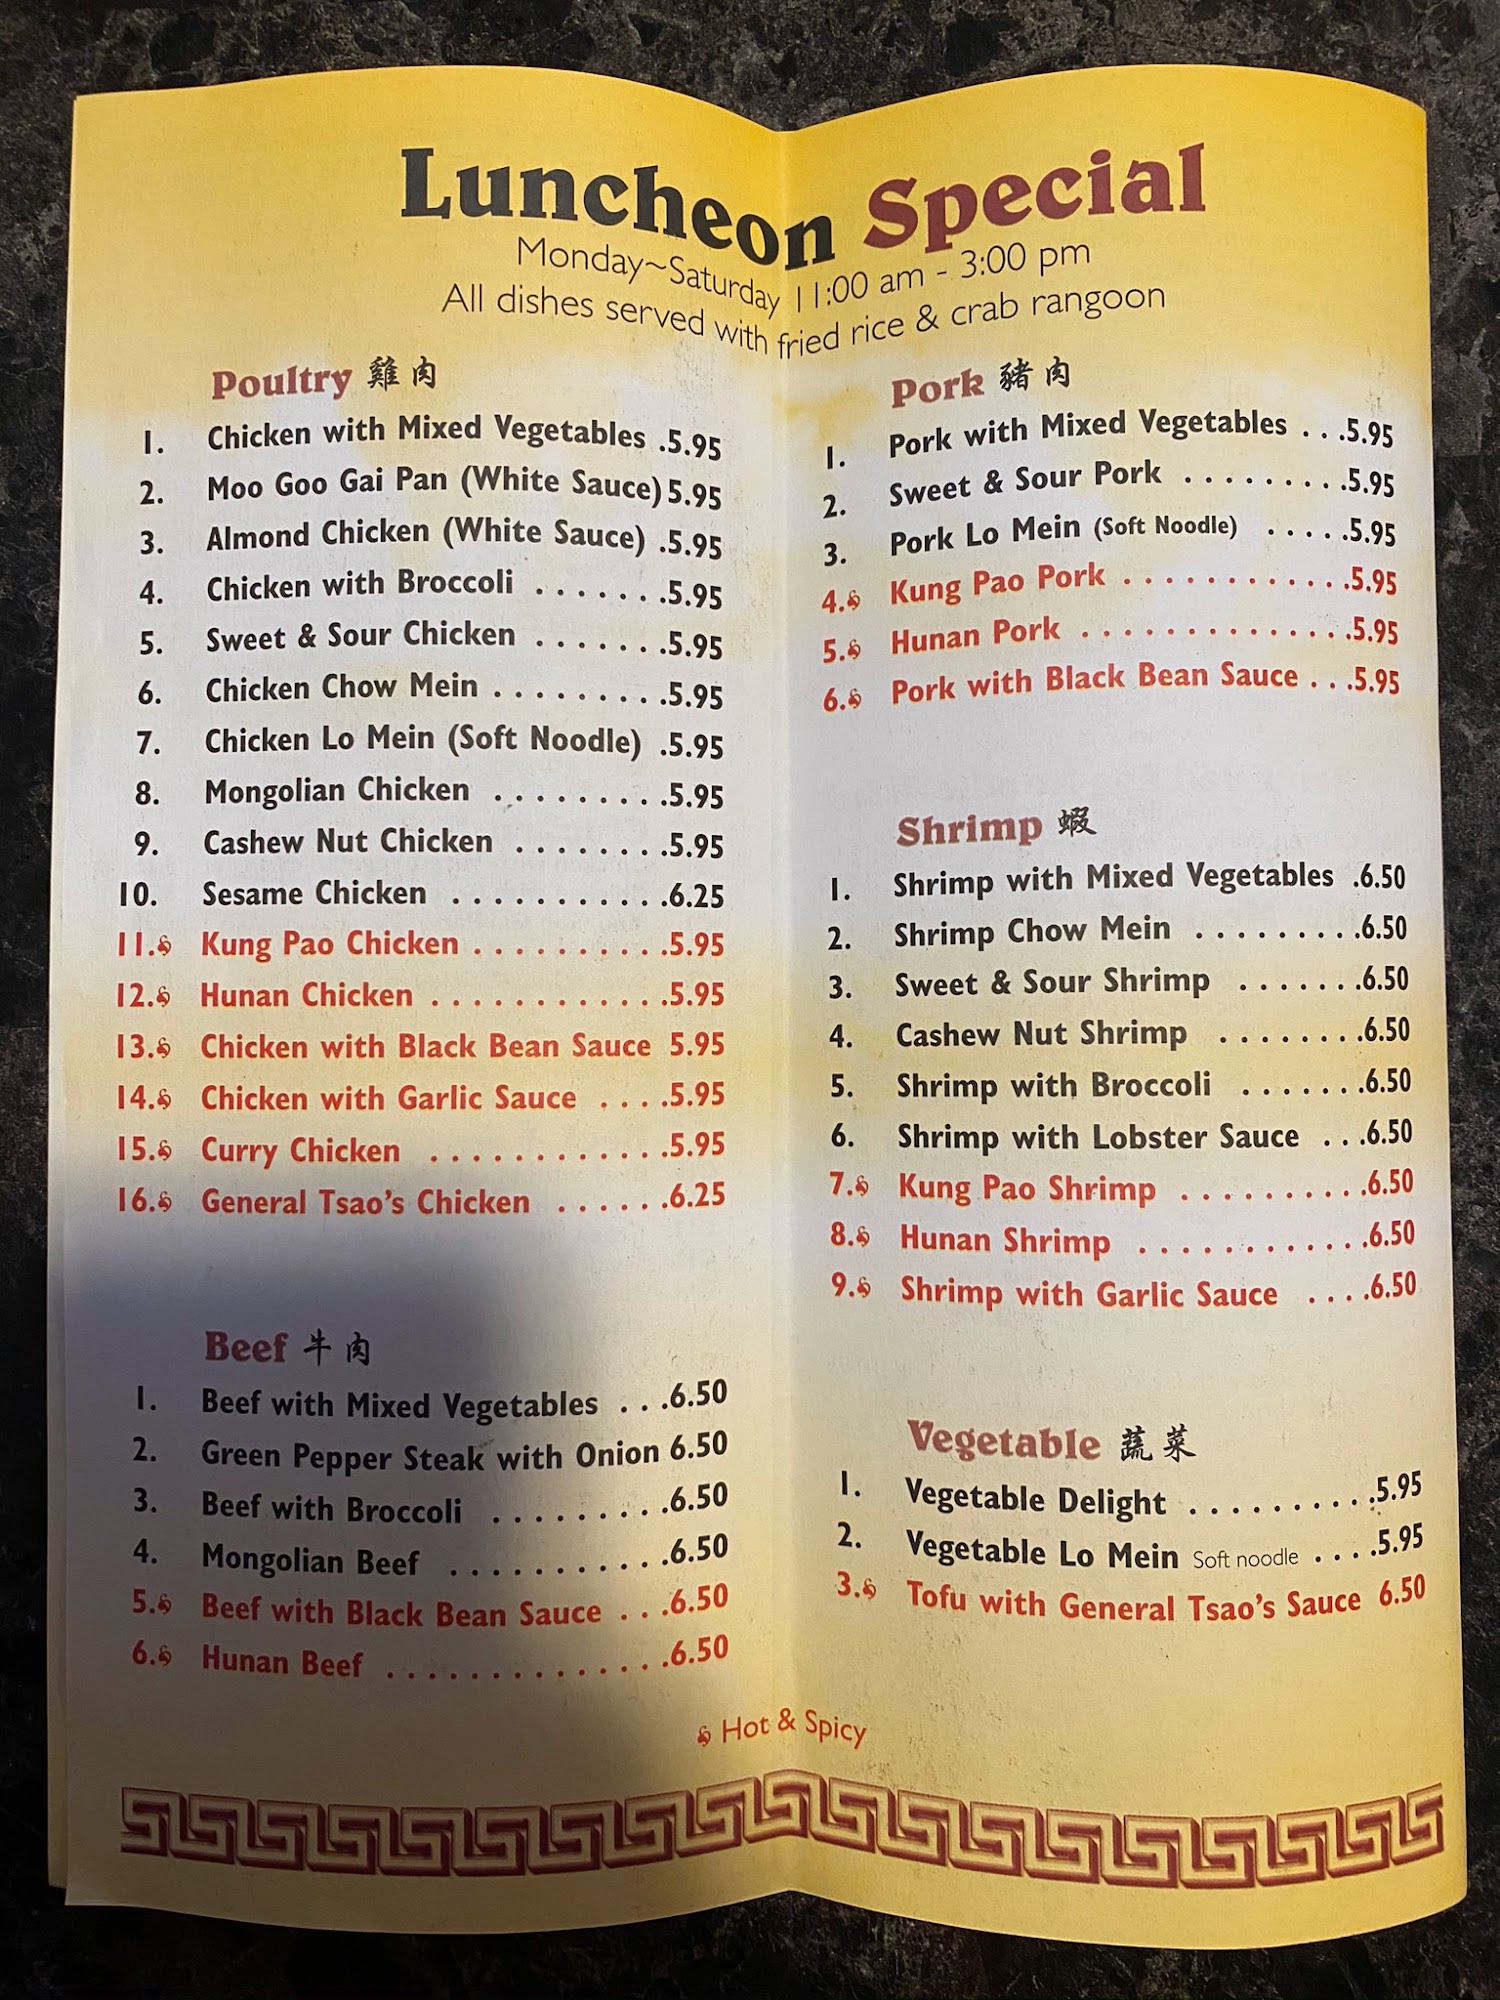 Luncheon Special
Monday~Saturday 11:00 am - 3:00 pm
All dishes served with fried rice & crab rangoon
Poultry 雞肉
1. Chicken with Mixed Vegetables .5.95
2. Moo Goo Gai Pan (White Sauce) 5.95
3. Almond Chicken (White Sauce) .5.95
4. Chicken with Broccoli . . . . . . .5.95
5. Sweet & Sour Chicken . . . . . . .5.95
6. Chicken Chow Mein . . . . . . . . .5.95
7. Chicken Lo Mein (Soft Noodle) .5.95
8. Mongolian Chicken . . . . . . . . .5.95
9. Cashew Nut Chicken . . . . . . . .5.95
10. Sesame Chicken . . . . . . . . . . .6.25
11. Kung Pao Chicken . . . . . . . . . .5.95
12. Hunan Chicken . . . . . . . . . . . .5.95
13. Chicken with Black Bean Sauce 5.95
14. Chicken with Garlic Sauce . . . .5.95
15. Curry Chicken . . . . . . . . . . . .5.95
16. General Tsao's Chicken . . . . . .6.25
Beef 牛肉
1. Beef with Mixed Vegetables . . .6.50
2. Green Pepper Steak with Onion 6.50
3. Beef with Broccoli . . . . . . . . .6.50
4. Mongolian Beef . . . . . . . . . . .6.50
5. Beef with Black Bean Sauce . . .6.50
6. Hunan Beef . . . . . . . . . . . . . .6.50
Pork 豬肉
1. Pork with Mixed Vegetables . . .5.95
2. Sweet & Sour Pork . . . . . . . . .5.95
3. Pork Lo Mein (Soft Noodle) . . . . .5.95
4. Kung Pao Pork . . . . . . . . . . . .5.95
5. Hunan Pork . . . . . . . . . . . . . .5.95
6. Pork with Black Bean Sauce . . .5.95
Shrimp 蝦
1. Shrimp with Mixed Vegetables .6.50
2. Shrimp Chow Mein . . . . . . . . .6.50
3. Sweet & Sour Shrimp . . . . . . .6.50
4. Cashew Nut Shrimp . . . . . . . .6.50
5. Shrimp with Broccoli . . . . . . .6.50
6. Shrimp with Lobster Sauce . . .6.50
7. Kung Pao Shrimp . . . . . . . . . .6.50
8. Hunan Shrimp . . . . . . . . . . . .6.50
9. Shrimp with Garlic Sauce . . . .6.50
Vegetable 蔬菜
1. Vegetable Delight . . . . . . . . . .5.95
2. Vegetable Lo Mein Soft noodle . . . .5.95
3. Tofu with General Tsao's Sauce 6.50
Hot & Spicy